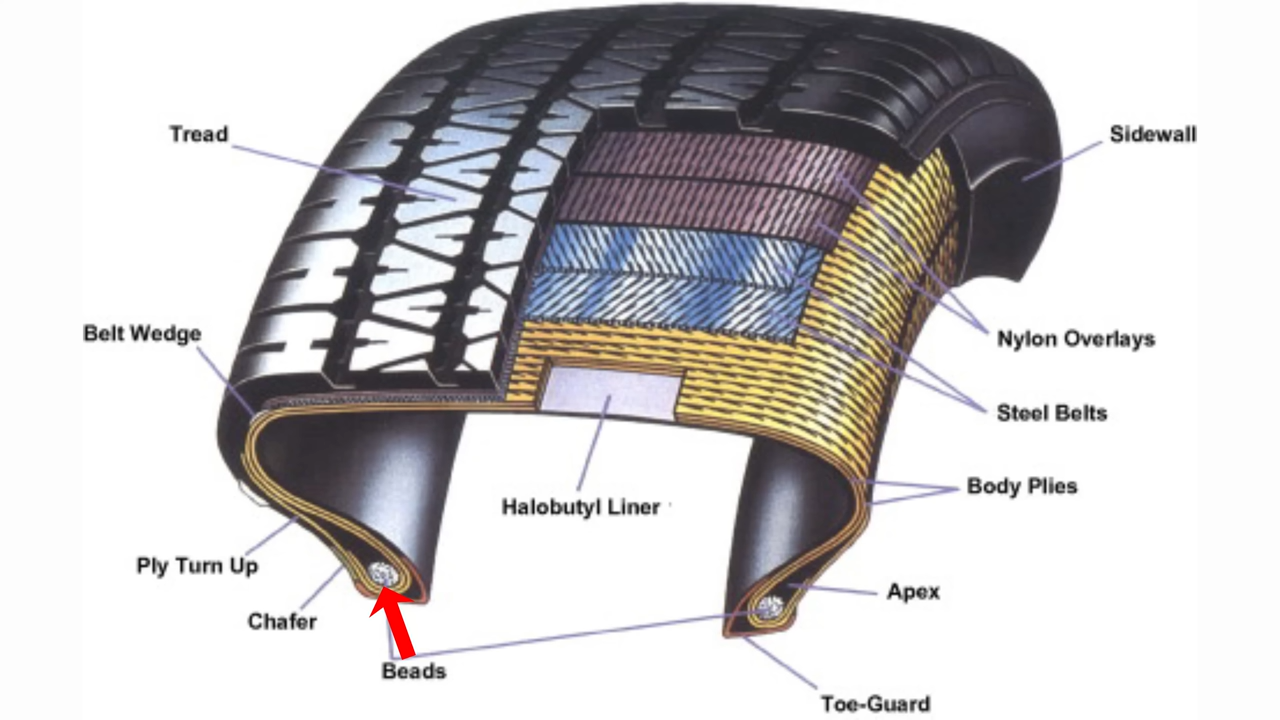 Tread
Sidewall
Belt Wedge
Nylon Overlays
Steel Belts
Body Plies
Halobutyl Liner
Ply Turn Up
Apex
Chafer
Beads
Toe-Guard